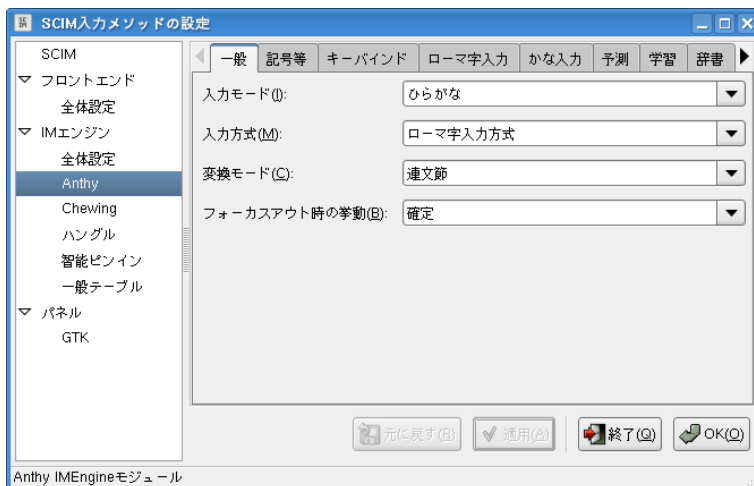 SCIM入力メソッドの設定
SCIM
フロントエンド
全体設定
IMエンジン
全体設定
Anthy
Chewing
ハングル
智能ピンイン
一般テーブル
パネル
GTK
一般 記号等 キーバインド ローマ字入力 かな入力 予測 学習 辞書
入力モード(I): ひらがな
入力方式(M): ローマ字入力方式
変換モード(C): 連文節
フォーカスアウト時の挙動(B): 確定
元に戻す(R) 適用(A) 終了(Q) OK(O)
Anthy IMEngineモジュール